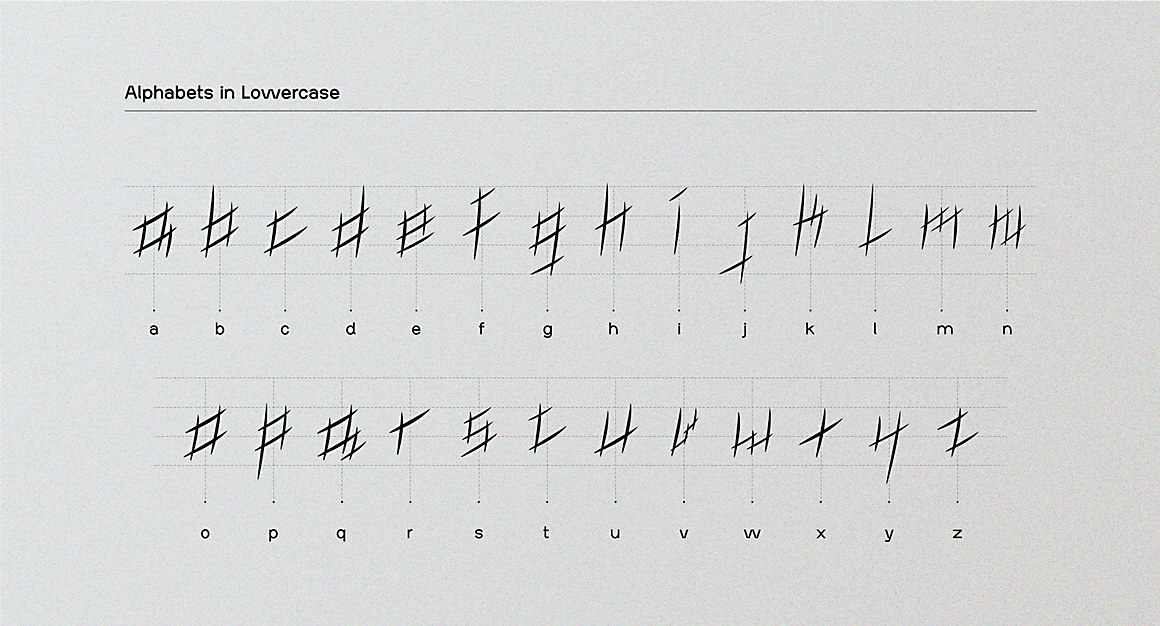 Alphabets in Lowercase
a b c d e f g h i j k l m n
a b c d e f g h i j k l m n
o p q r s t u v w x y z
o p q r s t u v w x y z